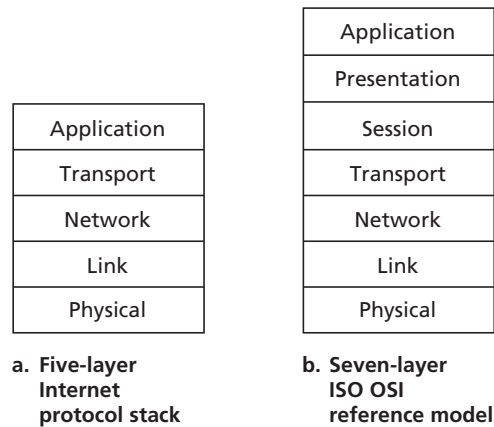 Application
Transport
Network
Link
Physical
a. Five-layer
Internet
protocol stack
Application
Presentation
Session
Transport
Network
Link
Physical
b. Seven-layer
ISO OSI
reference model